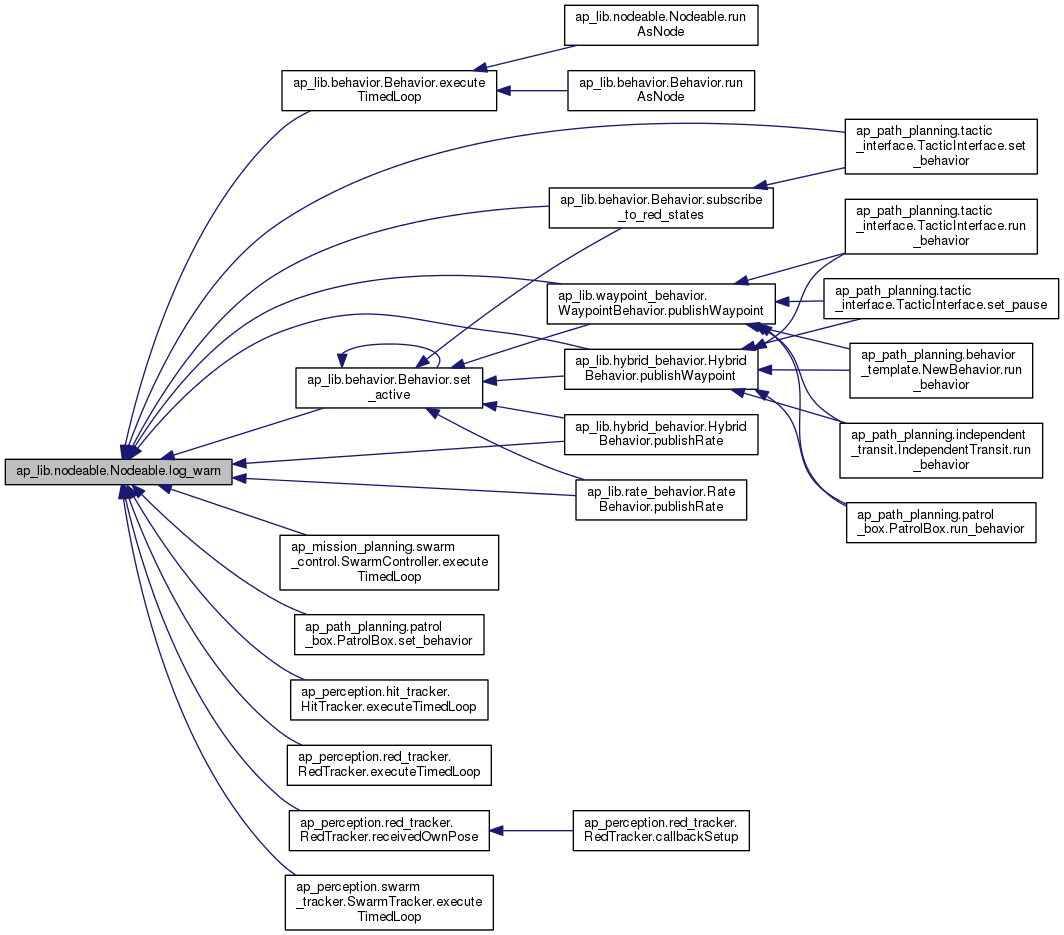 ap_lib.nodeable.Nodeable.run
AsNode
ap_lib.behavior.Behavior.execute
TimedLoop
ap_lib.behavior.Behavior.run
AsNode
ap_path_planning.tactic
_interface.TacticInterface.set
_behavior
ap_lib.behavior.Behavior.subscribe
_to_red_states
ap_path_planning.tactic
_interface.TacticInterface.run
_behavior
ap_lib.waypoint_behavior.
WaypointBehavior.publishWaypoint
ap_path_planning.tactic
_interface.TacticInterface.set_pause
ap_lib.hybrid_behavior.Hybrid
Behavior.publishWaypoint
ap_path_planning.behavior
_template.NewBehavior.run
_behavior
ap_lib.behavior.Behavior.set
_active
ap_lib.hybrid_behavior.Hybrid
Behavior.publishRate
ap_path_planning.independent
_transit.IndependentTransit.run
_behavior
ap_lib.nodeable.Nodeable.log_warn
ap_lib.rate_behavior.Rate
Behavior.publishRate
ap_path_planning.patrol
_box.PatrolBox.run_behavior
ap_mission_planning.swarm
_control.SwarmController.execute
TimedLoop
ap_path_planning.patrol
_box.PatrolBox.set_behavior
ap_perception.hit_tracker.
HitTracker.executeTimedLoop
ap_perception.red_tracker.
RedTracker.executeTimedLoop
ap_perception.red_tracker.
RedTracker.receivedOwnPose
ap_perception.red_tracker.
RedTracker.callbackSetup
ap_perception.swarm
_tracker.SwarmTracker.execute
TimedLoop